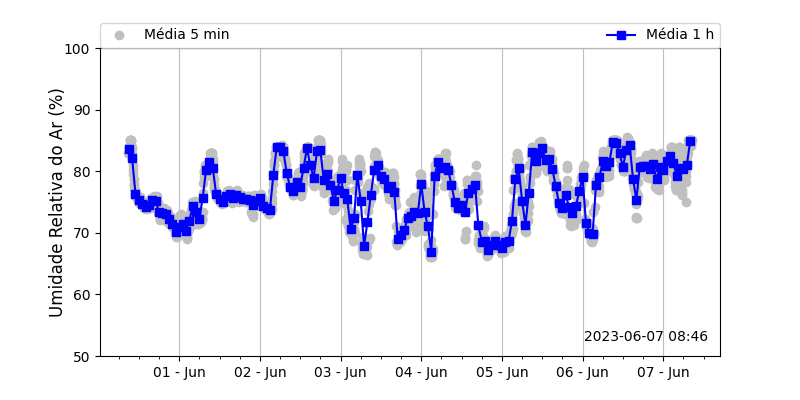 Média 5 min
Média 1 h
Umidade Relativa do Ar (%)
100
90
80
70
60
50
2023-06-07 08:46
01 - Jun
02 - Jun
03 - Jun
04 - Jun
05 - Jun
06 - Jun
07 - Jun